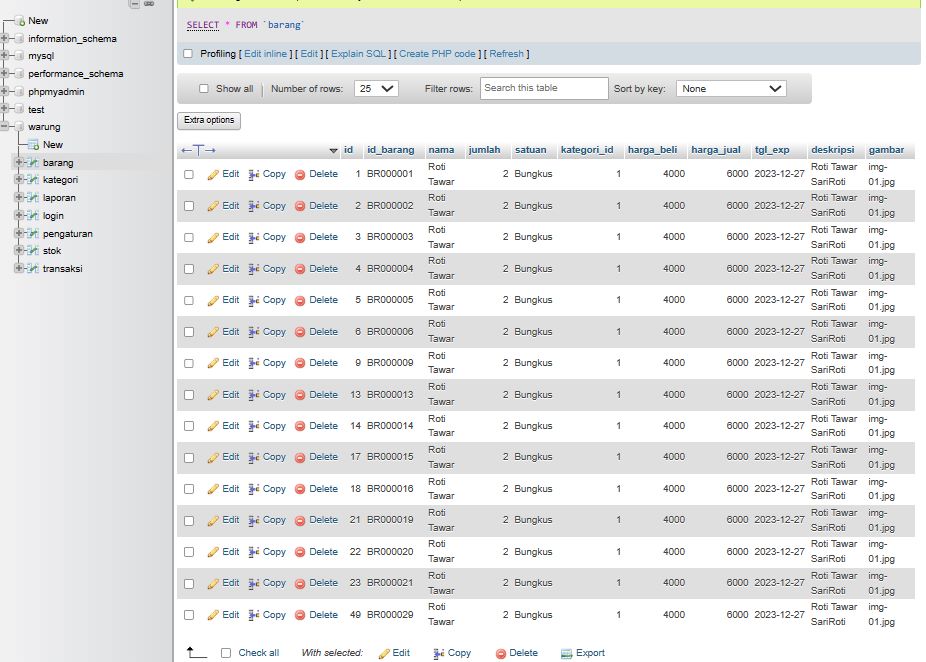 New
information_schema
mysql
performance_schema
phpmyadmin
test
warung
New
barang
kategori
laporan
login
pengaturan
stok
transaksi
SELECT * FROM `barang`
Profiling [ Edit inline ] [ Edit ] [ Explain SQL ] [ Create PHP code ] [ Refresh ]
Show all | Number of rows: 25 Filter rows: Search this table Sort by key: None
Extra options
←T→ id id_barang nama jumlah satuan kategori_id harga_beli harga_jual tgl_exp deskripsi gambar
Edit Copy Delete 1 BR000001 Roti Tawar 2 Bungkus 1 4000 6000 2023-12-27 Roti Tawar SariRoti img-01.jpg
Edit Copy Delete 2 BR000002 Roti Tawar 2 Bungkus 1 4000 6000 2023-12-27 Roti Tawar SariRoti img-01.jpg
Edit Copy Delete 3 BR000003 Roti Tawar 2 Bungkus 1 4000 6000 2023-12-27 Roti Tawar SariRoti img-01.jpg
Edit Copy Delete 4 BR000004 Roti Tawar 2 Bungkus 1 4000 6000 2023-12-27 Roti Tawar SariRoti img-01.jpg
Edit Copy Delete 5 BR000005 Roti Tawar 2 Bungkus 1 4000 6000 2023-12-27 Roti Tawar SariRoti img-01.jpg
Edit Copy Delete 6 BR000006 Roti Tawar 2 Bungkus 1 4000 6000 2023-12-27 Roti Tawar SariRoti img-01.jpg
Edit Copy Delete 9 BR000009 Roti Tawar 2 Bungkus 1 4000 6000 2023-12-27 Roti Tawar SariRoti img-01.jpg
Edit Copy Delete 13 BR000013 Roti Tawar 2 Bungkus 1 4000 6000 2023-12-27 Roti Tawar SariRoti img-01.jpg
Edit Copy Delete 14 BR000014 Roti Tawar 2 Bungkus 1 4000 6000 2023-12-27 Roti Tawar SariRoti img-01.jpg
Edit Copy Delete 17 BR000015 Roti Tawar 2 Bungkus 1 4000 6000 2023-12-27 Roti Tawar SariRoti img-01.jpg
Edit Copy Delete 18 BR000016 Roti Tawar 2 Bungkus 1 4000 6000 2023-12-27 Roti Tawar SariRoti img-01.jpg
Edit Copy Delete 21 BR000019 Roti Tawar 2 Bungkus 1 4000 6000 2023-12-27 Roti Tawar SariRoti img-01.jpg
Edit Copy Delete 22 BR000020 Roti Tawar 2 Bungkus 1 4000 6000 2023-12-27 Roti Tawar SariRoti img-01.jpg
Edit Copy Delete 23 BR000021 Roti Tawar 2 Bungkus 1 4000 6000 2023-12-27 Roti Tawar SariRoti img-01.jpg
Edit Copy Delete 49 BR000029 Roti Tawar 2 Bungkus 1 4000 6000 2023-12-27 Roti Tawar SariRoti img-01.jpg
Check all With selected: Edit Copy Delete Export